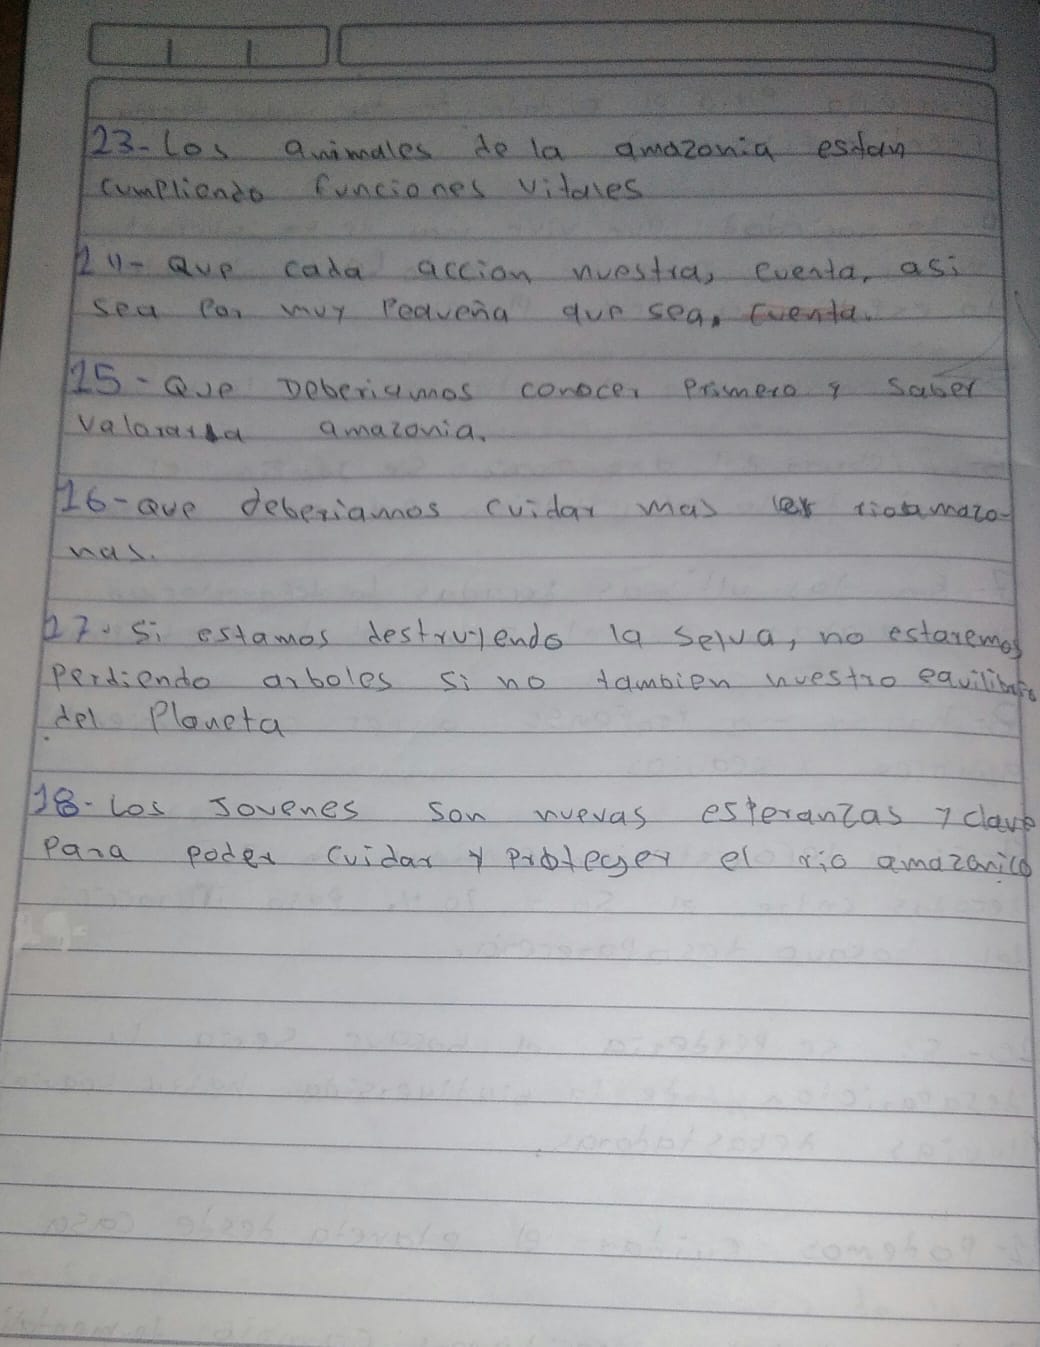 23-Los animales de la amazonia estan
cumpliendo funciones vitales
24-Que cada accion nuestra, cuenta, asi
sea por muy pequeña que sea, cuenta.
15-Que Deberiamos conocer primero y saber
valorar la amazonia.
16-que deberiamos cuidar mas rio amazo-
nas.
17-Si estamos destruyendo la selva, no estaremos
perdiendo arboles si no tambien nuestro equilibrio
del Planeta
18-Los Jovenes son nuevas esperanzas y clave
para poder cuidar y proteger el rio amazonico